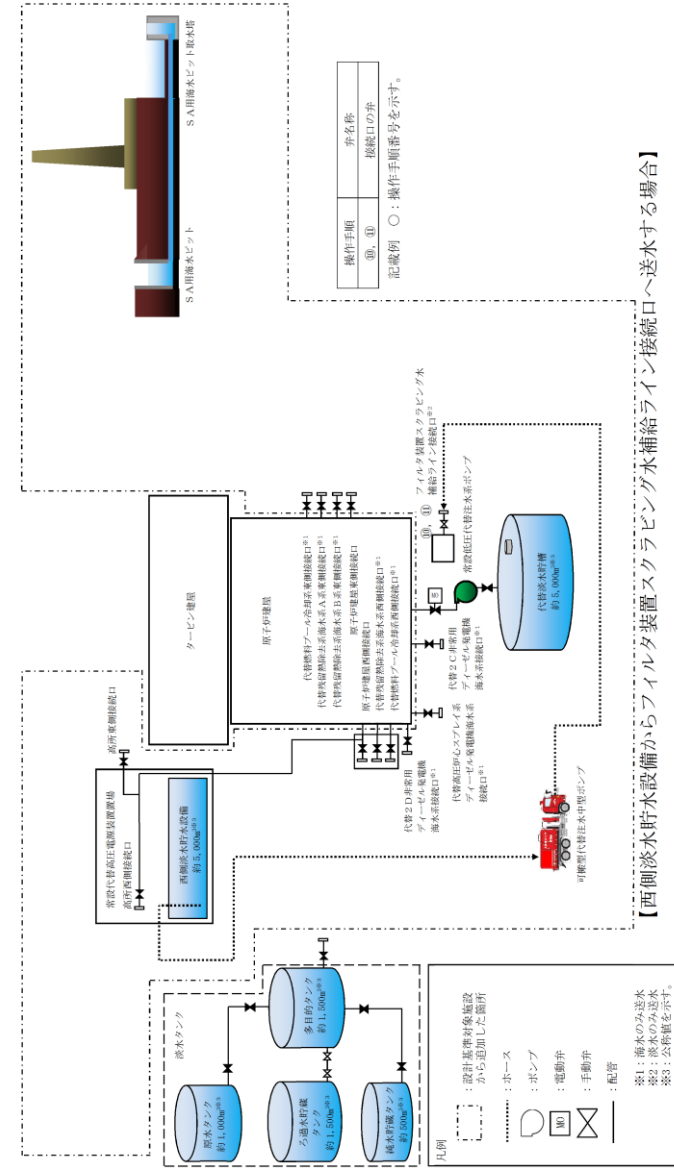 SA用海水ピット取水塔
SA用海水ピット
操作手順
弁名称
⑩,⑪
接続口の弁
記載例 ○:操作手順番号を示す。
タービン建屋
原子炉建屋
代替燃料プール冷却系東側接続口※1
代替残留熱除去系海水系A系東側接続口※1
代替残留熱除去系海水系B系東側接続口※1
原子炉建屋東側接続口
原子炉建屋西側接続口
代替残留熱除去系海水系西側接続口※1
代替燃料プール冷却系西側接続口※1
高所東側接続口
常設代替高圧電源装置置場
高所西側接続口
西側淡水貯水設備
約5,000m³※3
⑩,⑪
フィルタ装置スクラビング水
補給ライン接続口※2
常設低圧代替注水系ポンプ
MO
代替淡水貯槽
約5,000m³※3
代替2C非常用
ディーゼル発電機
海水系接続口※1
代替高圧炉心スプレイ系
ディーゼル発電機海水系
接続口※1
代替2D非常用
ディーゼル発電機
海水系接続口※1
可搬型代替注水中型ポンプ
淡水タンク
原水タンク
約1,000m³※3
ろ過水貯蔵
タンク
約1,500m³※3
純水貯蔵タンク
約500m³※3
多目的タンク
約1,500m³※3
凡例
:設計基準対象施設
から追加した箇所
:ホース
:ポンプ
MO
:電動弁
:手動弁
:配管
※1:海水のみ送水
※2:淡水のみ送水
※3:公称値を示す。
【西側淡水貯水設備からフィルタ装置スクラビング水補給ライン接続口へ送水する場合】